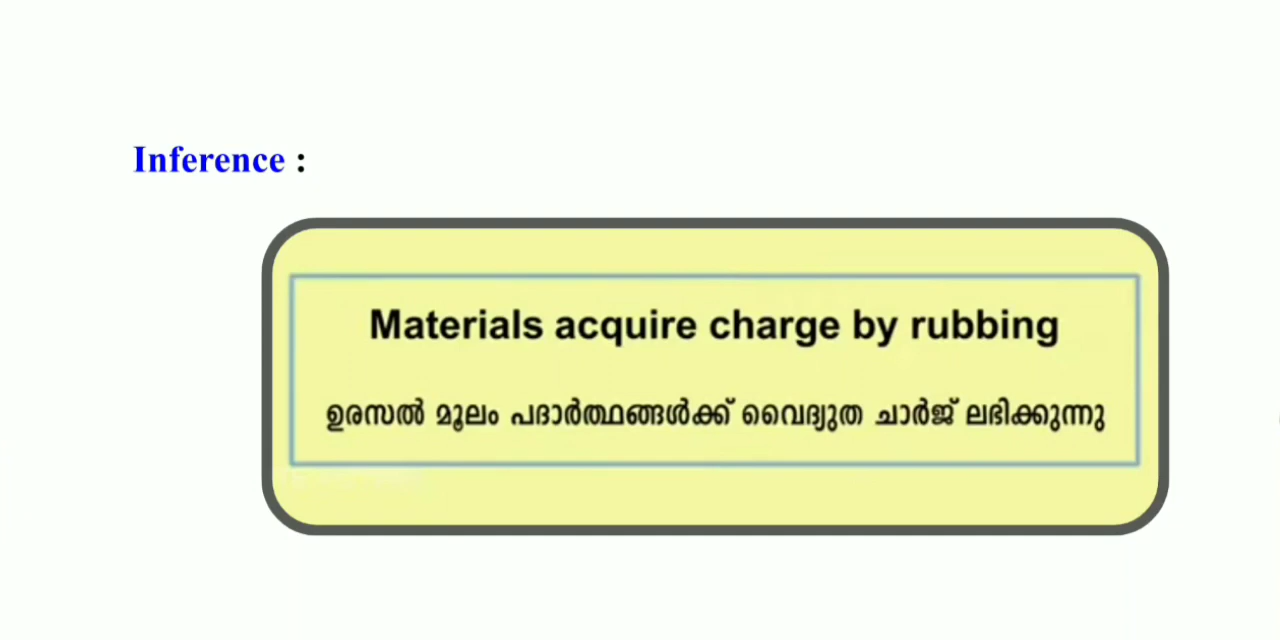 Inference :
Materials acquire charge by rubbing
ഉരസൽ മൂലം പദാർത്ഥങ്ങൾക്ക് വൈദ്യുത ചാർജ് ലഭിക്കുന്നു